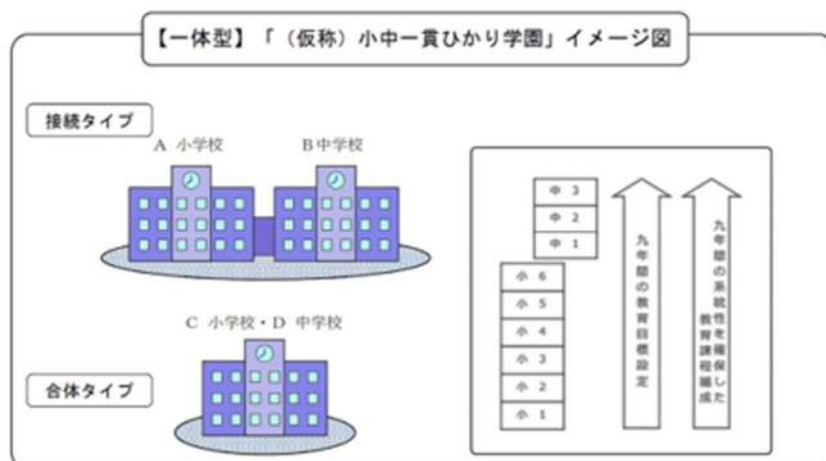 【一体型】「（仮称）小中一貫ひかり学園」イメージ図
接続タイプ
A 小学校
B中学校
C 小学校・D 中学校
合体タイプ
中 3
中 2
中 1
小 6
小 5
小 4
小 3
小 2
小 1
九年間の教育目標設定
九年間の系統性を確保した
教育課程編成